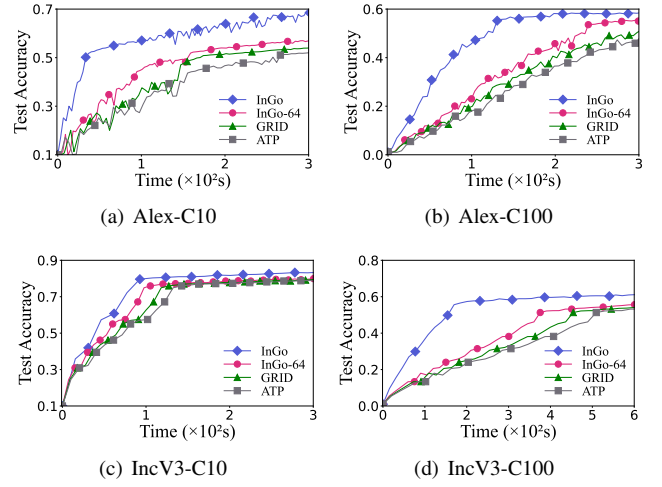 0.7
0.5
0.3
0.1
Test Accuracy
0 1 2 3
Time (×10²s)
InGo
InGo-64
GRID
ATP
(a) Alex-C10
0.6
0.4
0.2
0.0
Test Accuracy
0 1 2 3
Time (×10²s)
InGo
InGo-64
GRID
ATP
(b) Alex-C100
0.9
0.7
0.5
0.3
0.1
Test Accuracy
0 1 2 3
Time (×10²s)
InGo
InGo-64
GRID
ATP
(c) IncV3-C10
0.8
0.6
0.4
0.2
0.0
Test Accuracy
0 1 2 3 4 5 6
Time (×10²s)
InGo
InGo-64
GRID
ATP
(d) IncV3-C100